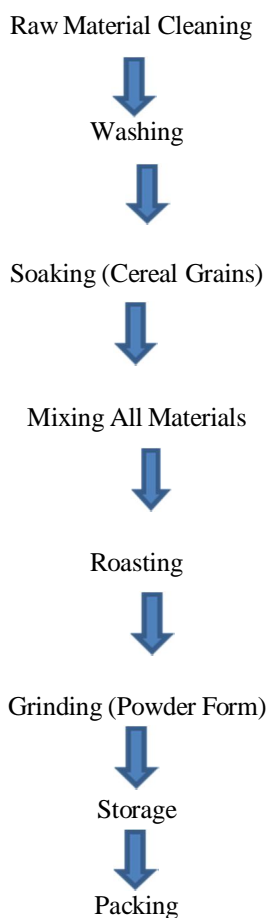 Raw Material Cleaning
Washing
Soaking (Cereal Grains)
Mixing All Materials
Roasting
Grinding (Powder Form)
Storage
Packing